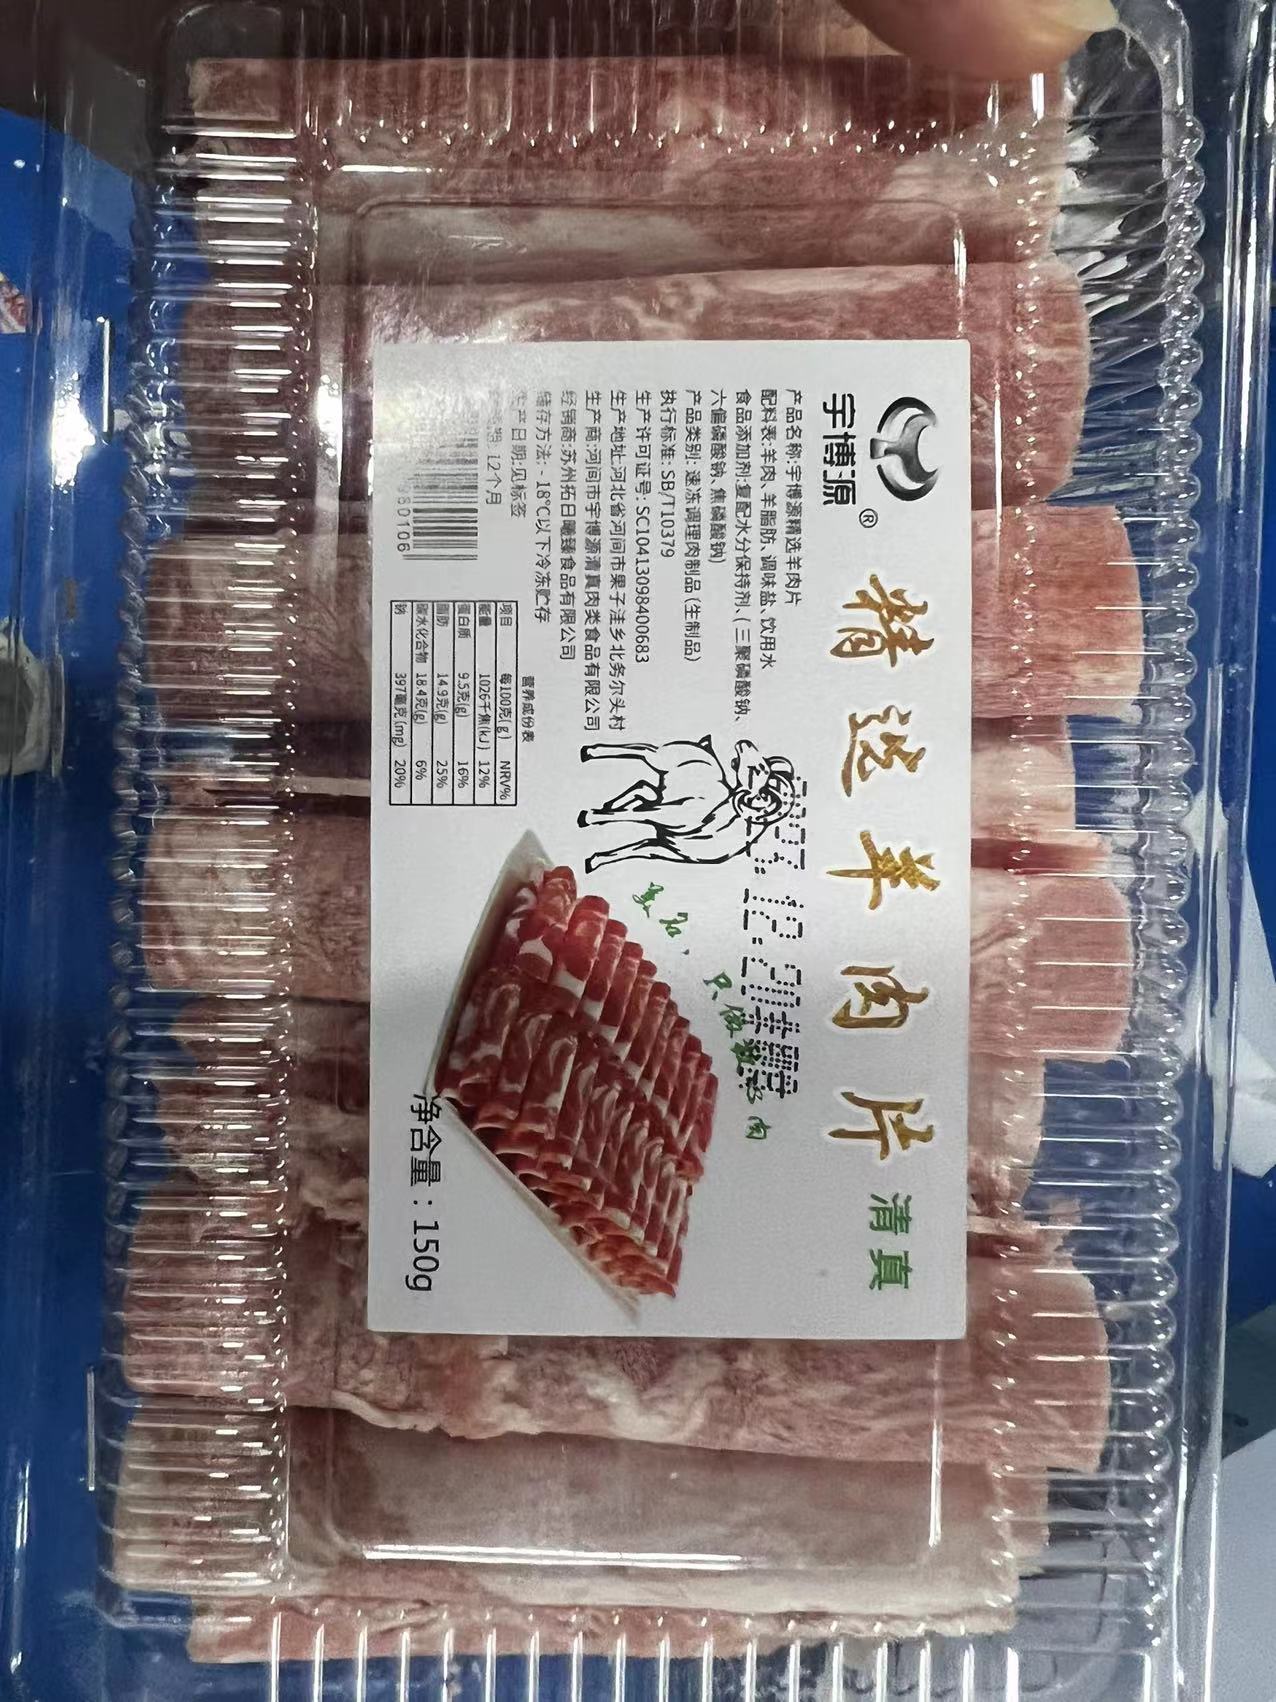 宇博源®
精选羊肉片 清真
产品名称:宇博源精选羊肉片
配料表:羊肉、羊脂肪、调味盐、饮用水
食品添加剂:复配水分保持剂、(三聚磷酸钠、
六偏磷酸钠、焦磷酸钠)
产品类别:速冻调理肉制品(生制品)
执行标准:SB/T10379
生产许可证号:SC10413098400683
生产地址:河北省河间市果子洼乡北务尔头村
生产商:河间市宇博源清真肉类食品有限公司
经销商:苏州拓日曦臻食品有限公司
储存方法:-18℃以下冷冻贮存
生产日期:见标签
期:12个月
80106
营养成份表
项目 每100克(g) NRV%
能量 1026千焦(kJ) 12%
蛋白质 9.5克(g) 16%
脂肪 14.9克(g) 25%
碳水化合物 18.4克(g) 6%
钠 397毫克(mg) 20%
只做
肉
净含量:150g